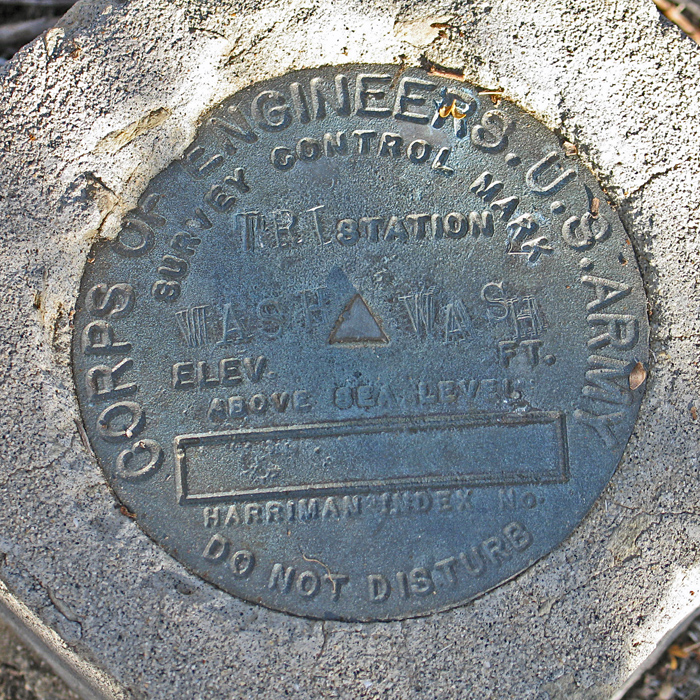 CORPS OF ENGINEERS. U.S. ARMY
SURVEY CONTROL MARK
TRI STATION
WASH WASH
ELEV. FT.
ABOVE SEA LEVEL
HARRIMAN INDEX No.
DO NOT DISTURB